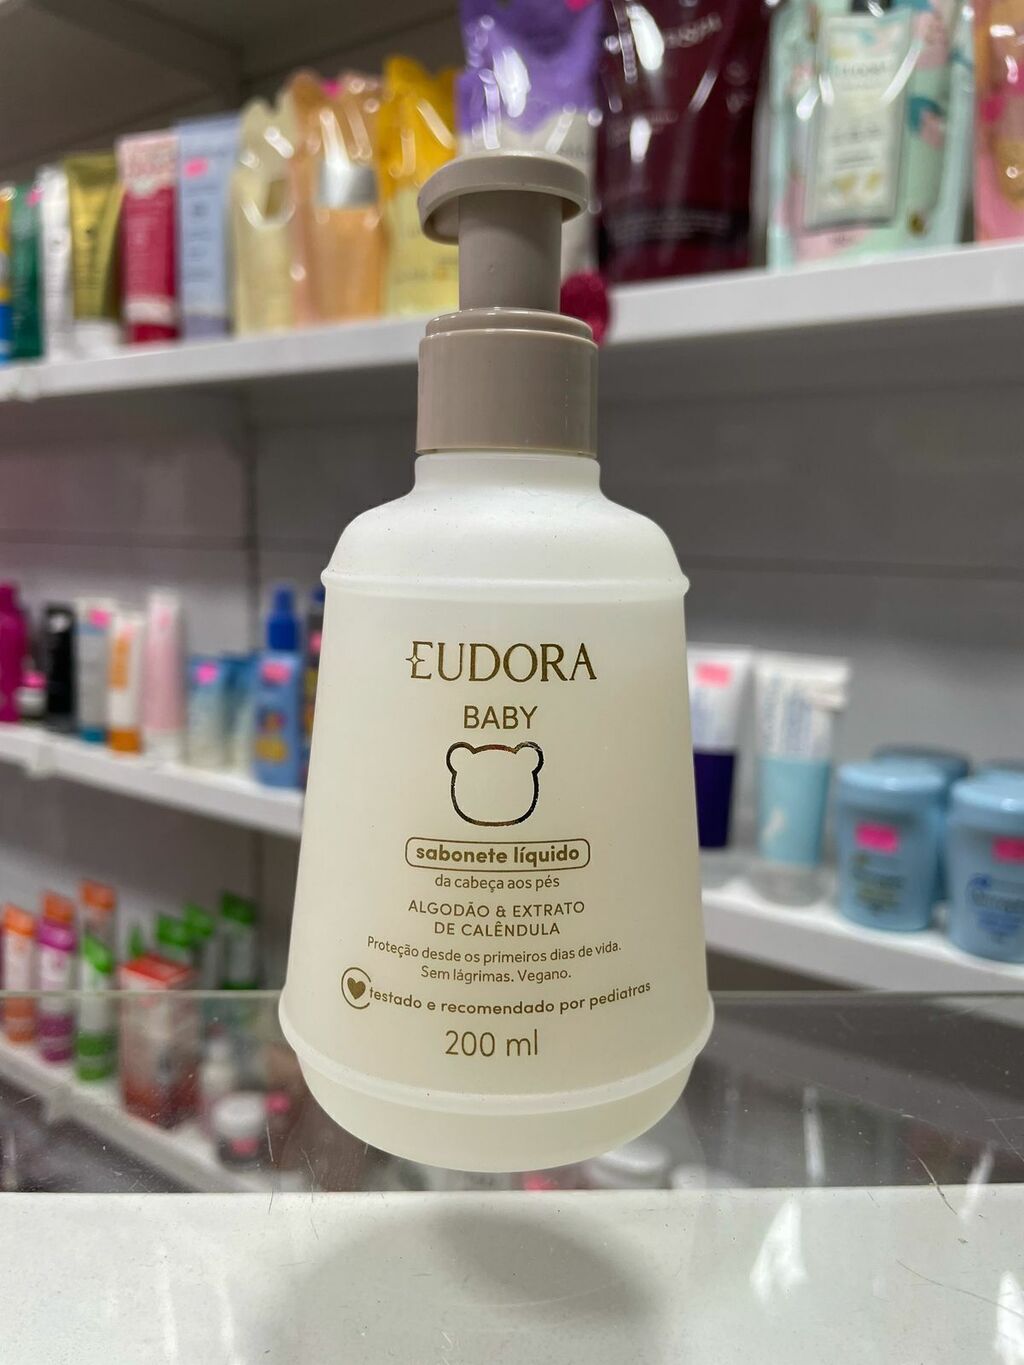 EUDORA
BABY
sabonete líquido
da cabeça aos pés
ALGODÃO & EXTRATO
DE CALÊNDULA
Proteção desde os primeiros dias de vida.
Sem lágrimas. Vegano.
testado e recomendado por pediatras
200 ml